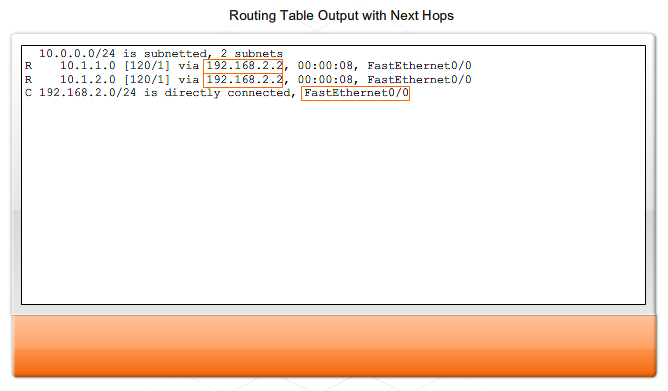 Routing Table Output with Next Hops
10.0.0.0/24 is subnetted, 2 subnets
R 10.1.1.0 [120/1] via 192.168.2.2, 00:00:08, FastEthernet0/0
R 10.1.2.0 [120/1] via 192.168.2.2, 00:00:08, FastEthernet0/0
C 192.168.2.0/24 is directly connected, FastEthernet0/0